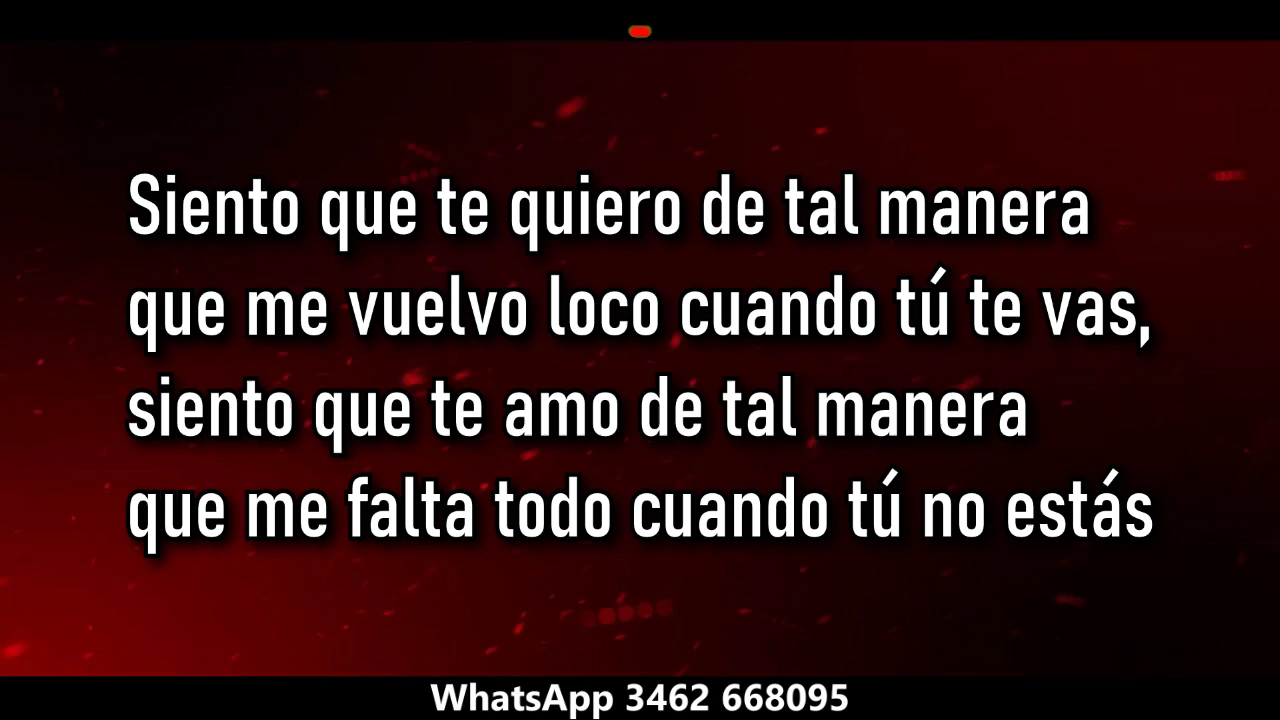 Siento que te quiero de tal manera
que me vuelvo loco cuando tú te vas,
siento que te amo de tal manera
que me falta todo cuando tú no estás
WhatsApp 3462 668095